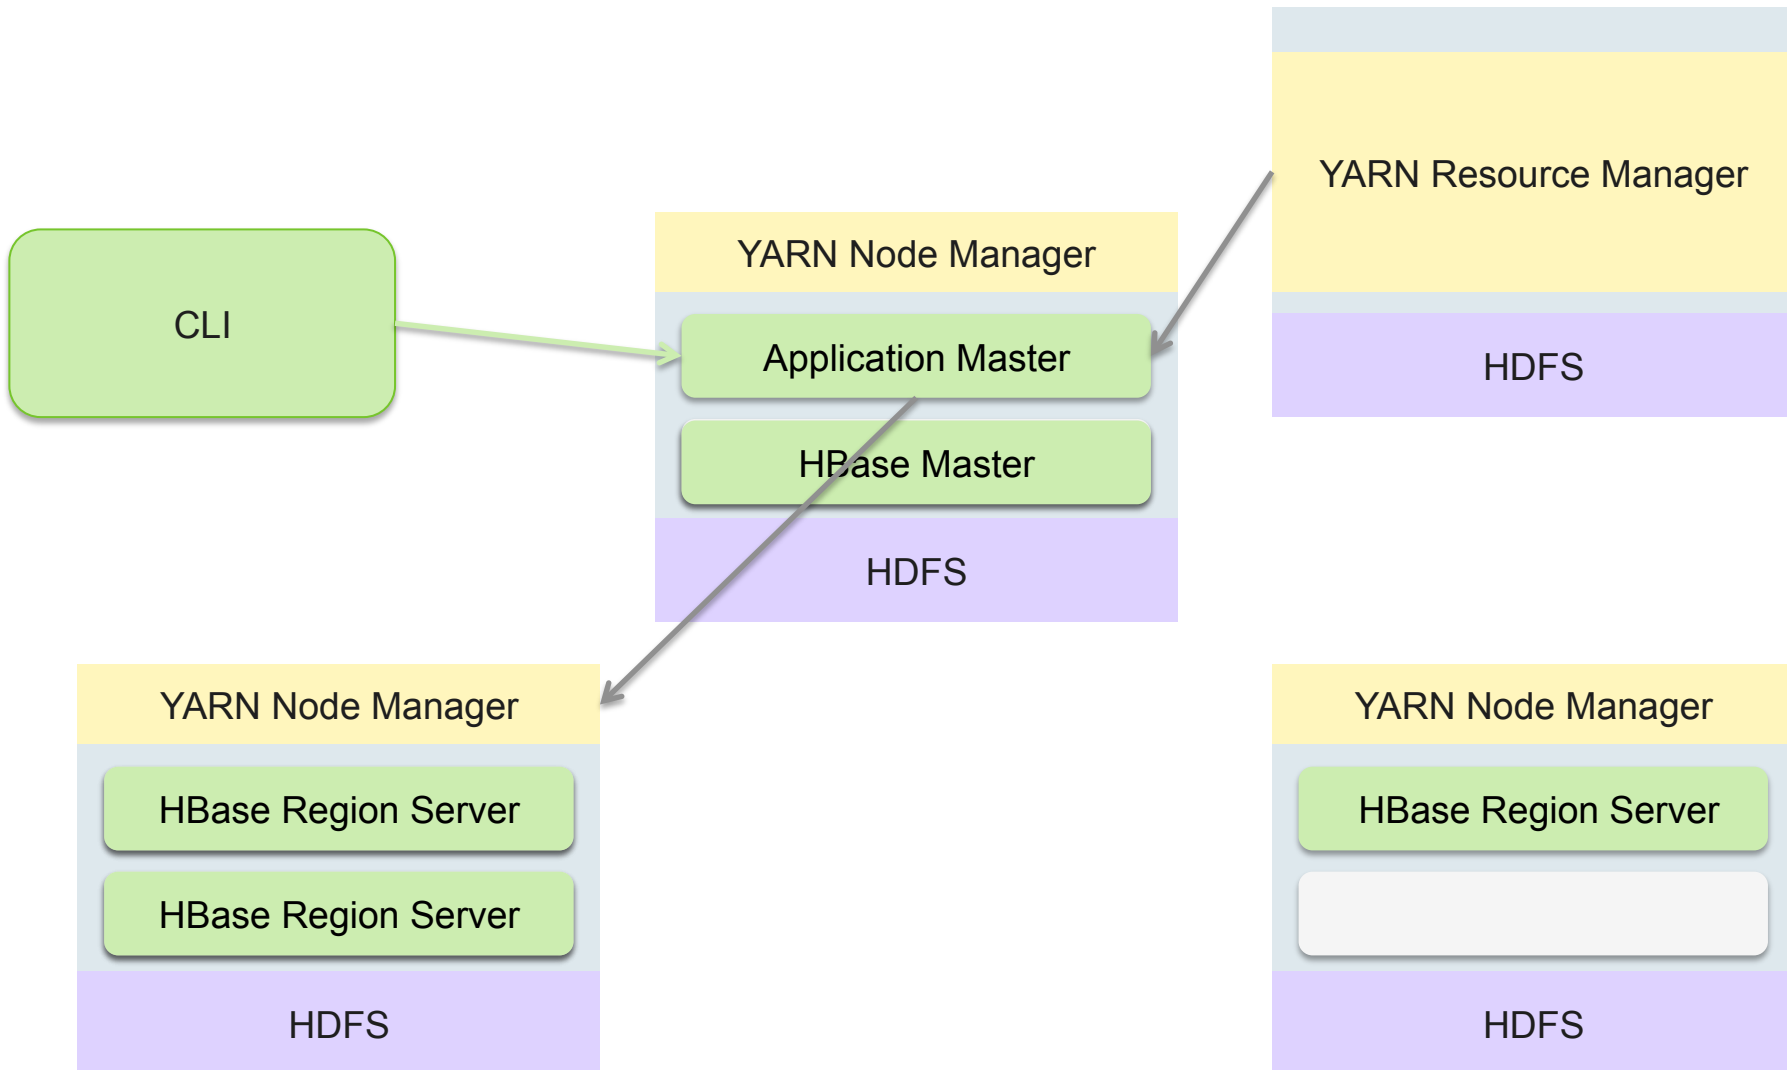 YARN Resource Manager
HDFS
CLI
YARN Node Manager
Application Master
HBase Master
HDFS
YARN Node Manager
HBase Region Server
HBase Region Server
HDFS
YARN Node Manager
HBase Region Server
HDFS